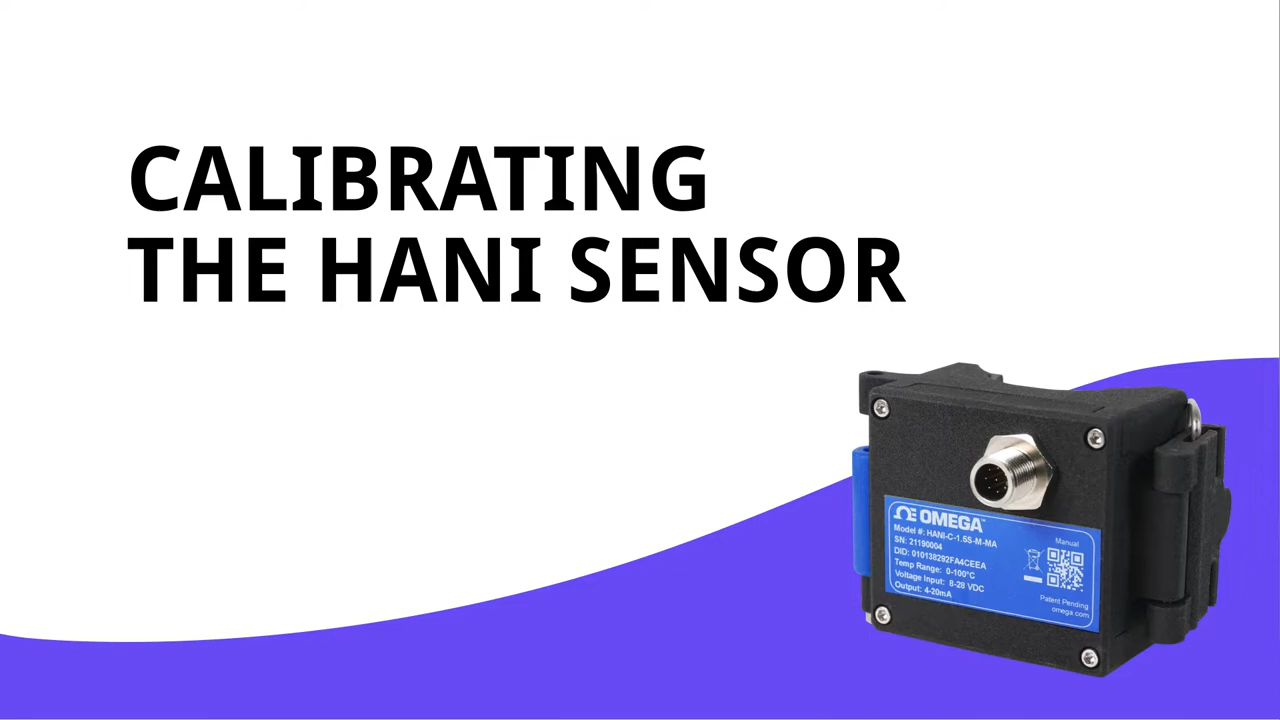 CALIBRATING
THE HANI SENSOR
OMEGA™
Model #: HANI-C-1.5S-M-MA
SN: 21190004
DID: 010138292FA4CEEA
Temp Range: 0-100°C
Voltage Input: 8-28 VDC
Output: 4-20mA
Manual
Patent Pending
omega.com